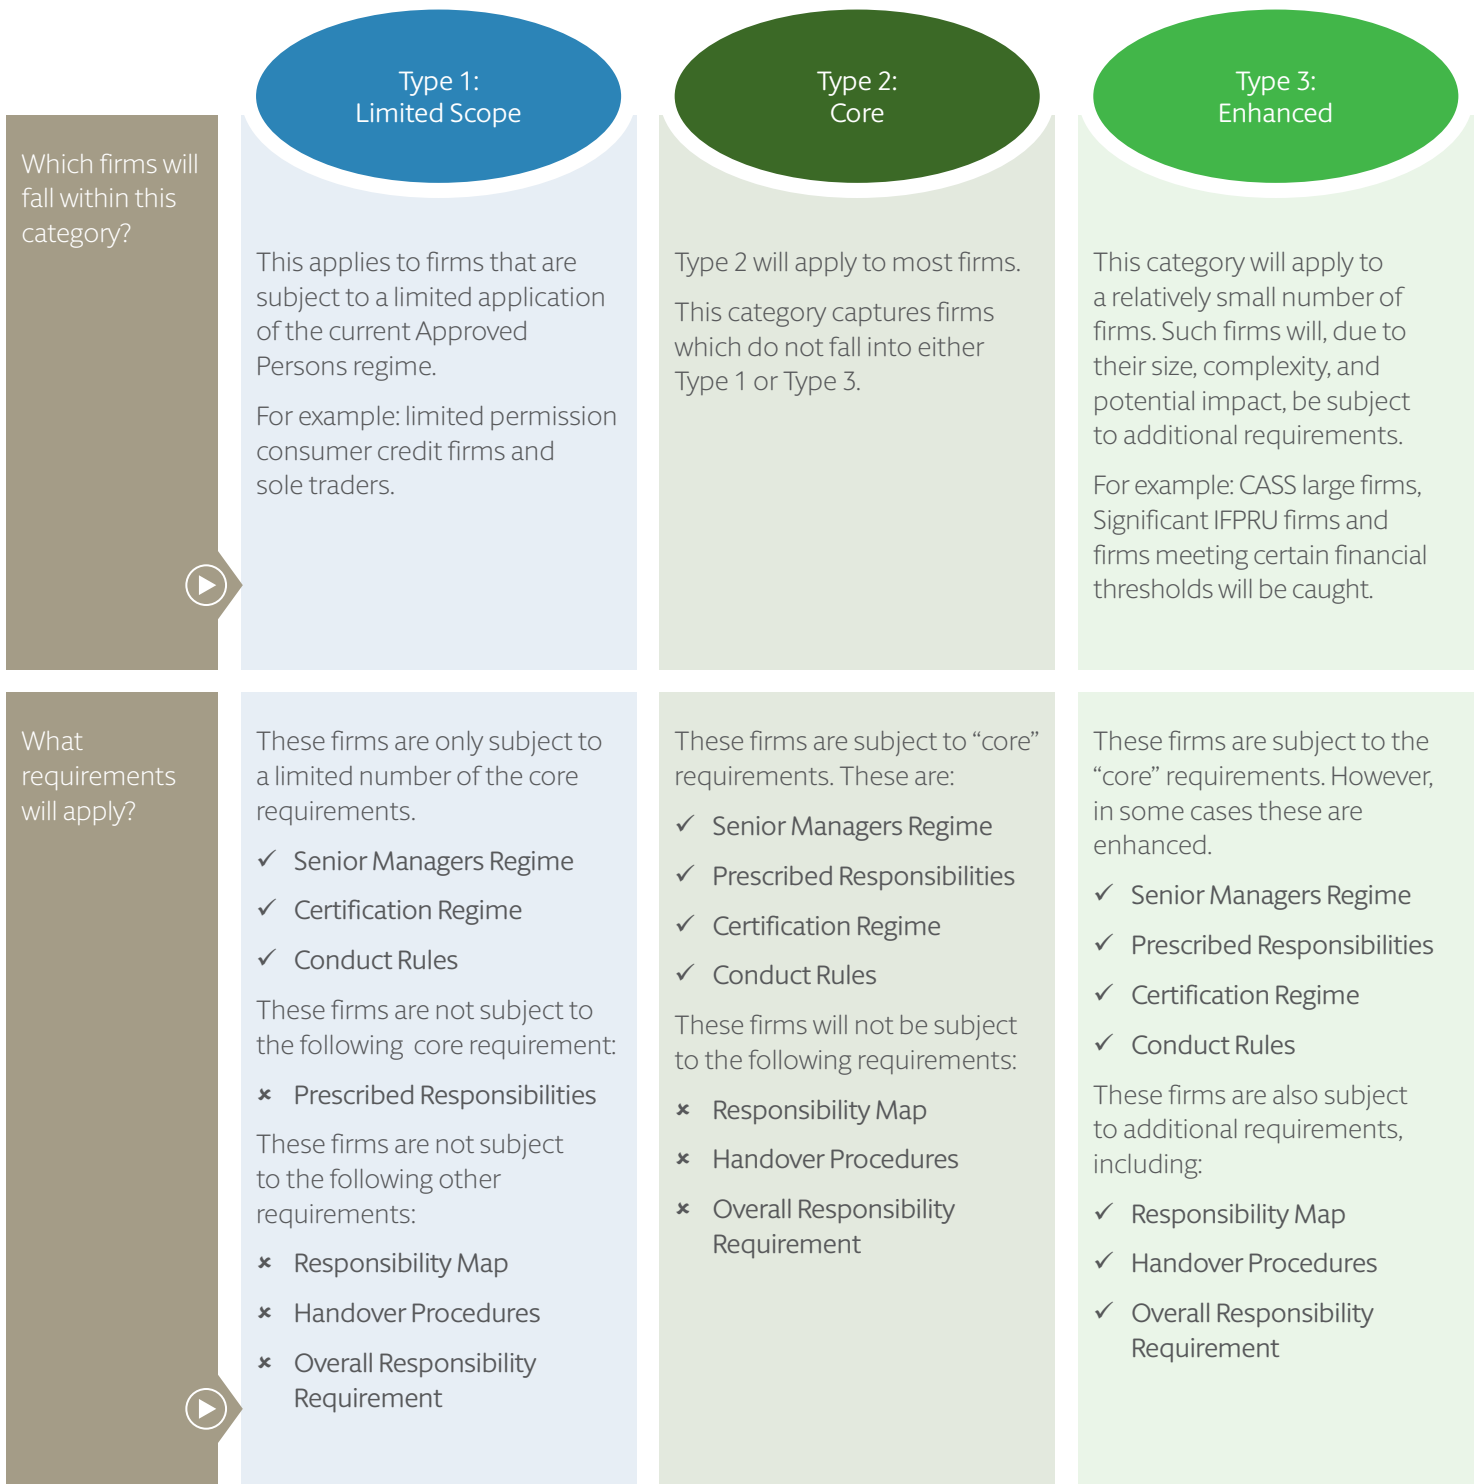 Type 1:
Limited Scope
Type 2:
Core
Type 3:
Enhanced
Which firms will
fall within this
category?
This applies to firms that are
subject to a limited application
of the current Approved
Persons regime.
For example: limited permission
consumer credit firms and
sole traders.
Type 2 will apply to most firms.
This category captures firms
which do not fall into either
Type 1 or Type 3.
This category will apply to
a relatively small number of
firms. Such firms will, due to
their size, complexity, and
potential impact, be subject
to additional requirements.
For example: CASS large firms,
Significant IFPRU firms and
firms meeting certain financial
thresholds will be caught.
What
requirements
will apply?
These firms are only subject to
a limited number of the core
requirements.
✓ Senior Managers Regime
✓ Certification Regime
✓ Conduct Rules
These firms are not subject to
the following core requirement:
× Prescribed Responsibilities
These firms are not subject
to the following other
requirements:
× Responsibility Map
× Handover Procedures
× Overall Responsibility
Requirement
These firms are subject to “core”
requirements. These are:
✓ Senior Managers Regime
✓ Prescribed Responsibilities
✓ Certification Regime
✓ Conduct Rules
These firms will not be subject
to the following requirements:
× Responsibility Map
× Handover Procedures
× Overall Responsibility
Requirement
These firms are subject to the
“core” requirements. However,
in some cases these are
enhanced.
✓ Senior Managers Regime
✓ Prescribed Responsibilities
✓ Certification Regime
✓ Conduct Rules
These firms are also subject
to additional requirements,
including:
✓ Responsibility Map
✓ Handover Procedures
✓ Overall Responsibility
Requirement